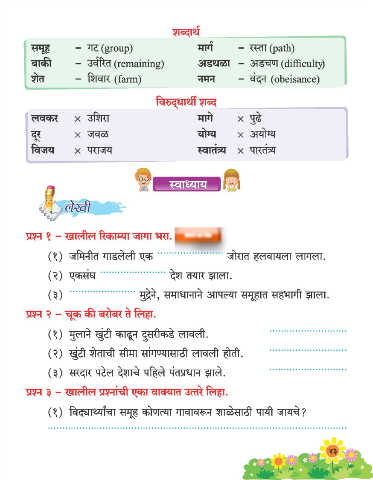 शब्दार्थ
समूह – गट (group) मार्ग – रस्ता (path)
बाकी – उर्वरित (remaining) अडथळा – अडचण (difficulty)
शेत – शिवार (farm) नमन – वंदन (obeisance)
विरुद्धार्थी शब्द
लवकर × उशिरा मागे × पुढे
दूर × जवळ योग्य × अयोग्य
विजय × पराजय स्वातंत्र्य × पारतंत्र्य
स्वाध्याय
लेखी
प्रश्न १ – खालील रिकाम्या जागा भरा.
(१) जमिनीत गाडलेली एक .................... जोरात हलवायला लागला.
(२) एकसंघ .................... देश तयार झाला.
(३) .................... मुद्रेने, समाधानाने आपल्या समूहात सहभागी झाला.
प्रश्न २ – चूक की बरोबर ते लिहा.
(१) मुलाने खुंटी काढून दुसरीकडे लावली. ....................
(२) खुंटी शेताची सीमा सांगण्यासाठी लावली होती. ....................
(३) सरदार पटेल देशाचे पहिले पंतप्रधान झाले. ....................
प्रश्न ३ – खालील प्रश्नांची एका वाक्यात उत्तरे लिहा.
(१) विद्यार्थ्यांचा समूह कोणत्या गावावरून शाळेसाठी पायी जायचे?